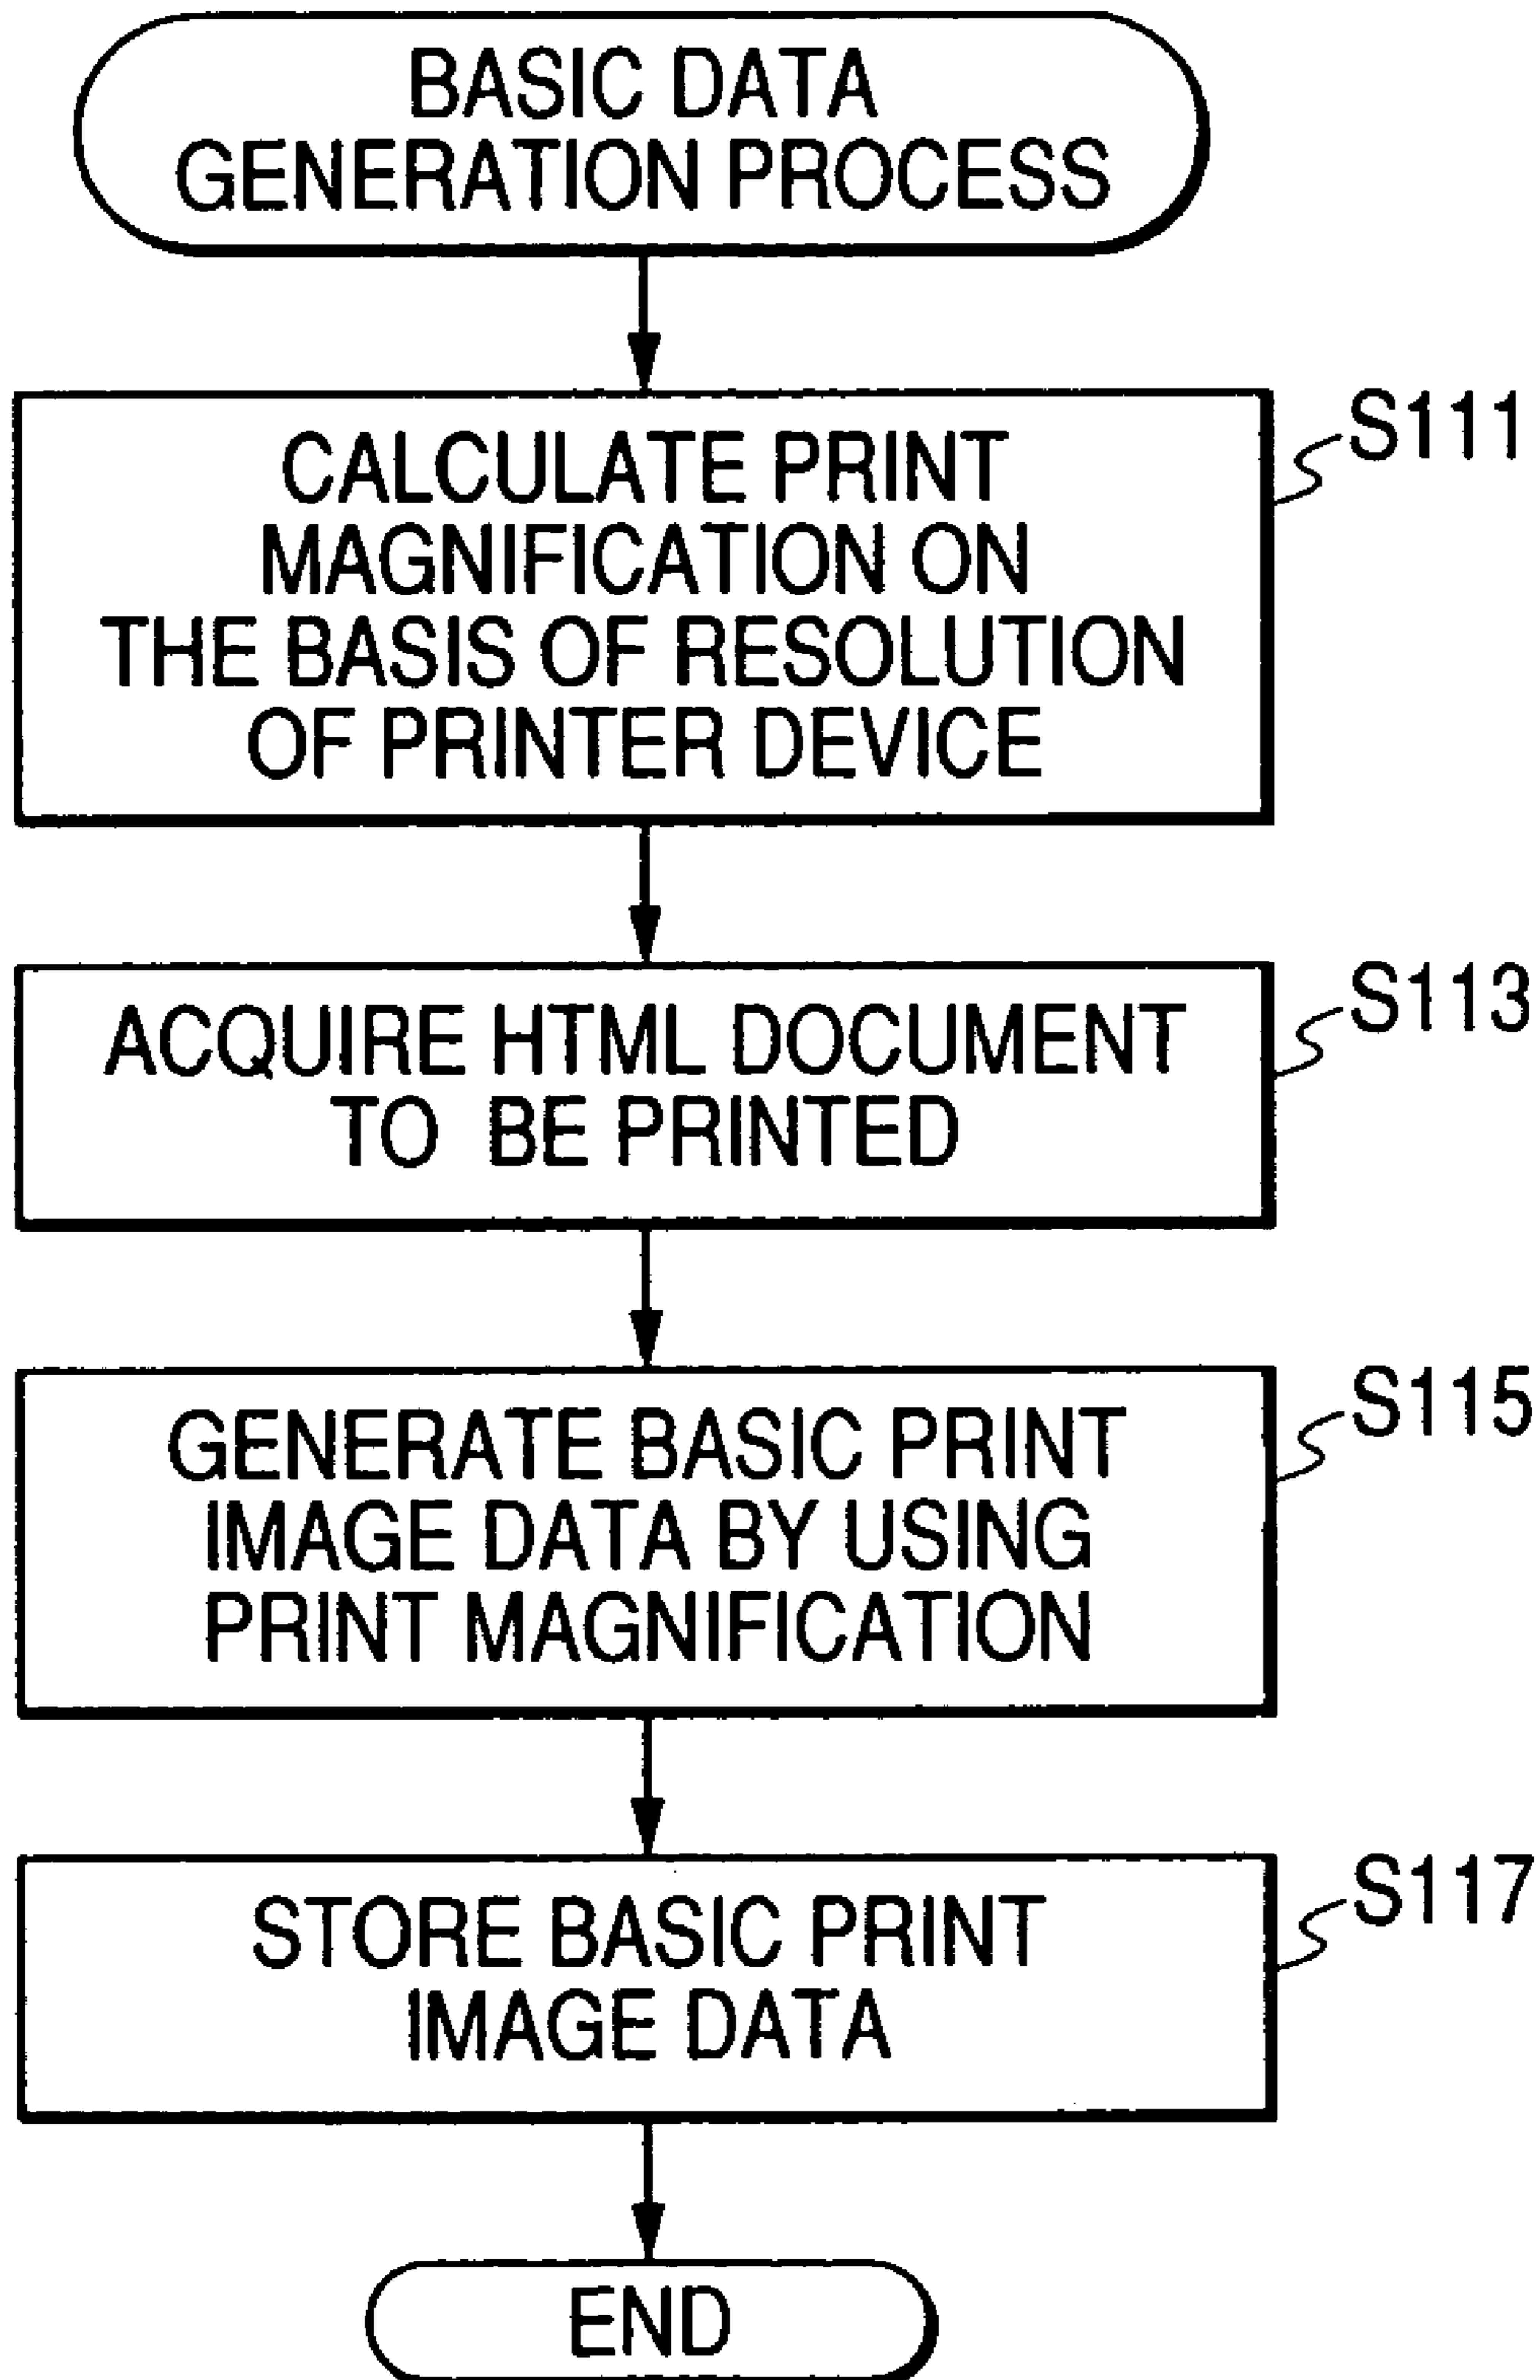 BASIC DATA
GENERATION PROCESS
S111
CALCULATE PRINT
MAGNIFICATION ON
THE BASIS OF RESOLUTION
OF PRINTER DEVICE
S113
ACQUIRE HTML DOCUMENT
TO BE PRINTED
S115
GENERATE BASIC PRINT
IMAGE DATA BY USING
PRINT MAGNIFICATION
S117
STORE BASIC PRINT
IMAGE DATA
END